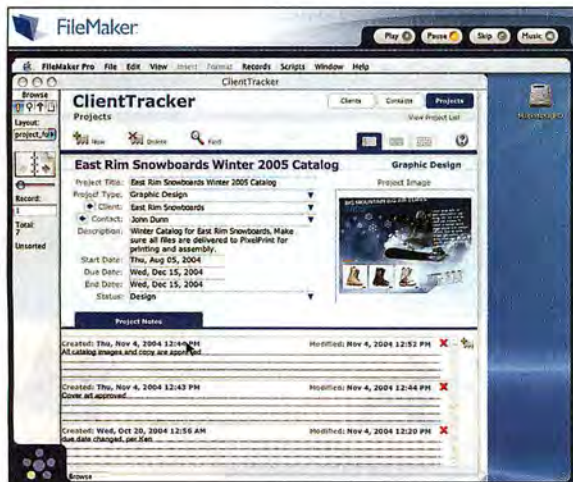 FileMaker
Play Pause Skip Music
FileMaker Pro File Edit View Insert Format Records Scripts Window Help
ClientTracker
Browse
Layout:
Record:
1
Total:
7
Unsorted
ClientTracker
Projects
Clients Contacts Projects
View Project List
New Delete Find
East Rim Snowboards Winter 2005 Catalog
Graphic Design
Project Title: East Rim Snowboards Winter 2005 Catalog
Project Type: Graphic Design
Client: East Rim Snowboards
Contact: John Dunn
Description: Winter Catalog for East Rim Snowboards. Make
sure all files are delivered to PixelPrint for
printing and assembly.
Start Date: Thu, Aug 05, 2004
Due Date: Wed, Dec 15, 2004
End Date: Wed, Dec 15, 2004
Status: Design
Project Image
BIG MOUNTAIN BIG AIR
Project Notes
Created: Thu, Nov 4, 2004 12:44 PM Modified: Nov 4, 2004 12:52 PM
All catalog images and copy are approved
Created: Thu, Nov 4, 2004 12:43 PM Modified: Nov 4, 2004 12:44 PM
Cover art approved
Created: Wed, Oct 20, 2004 12:56 AM Modified: Nov 4, 2004 12:20 PM
due date changed, per Ken
Browse
Macintosh HD